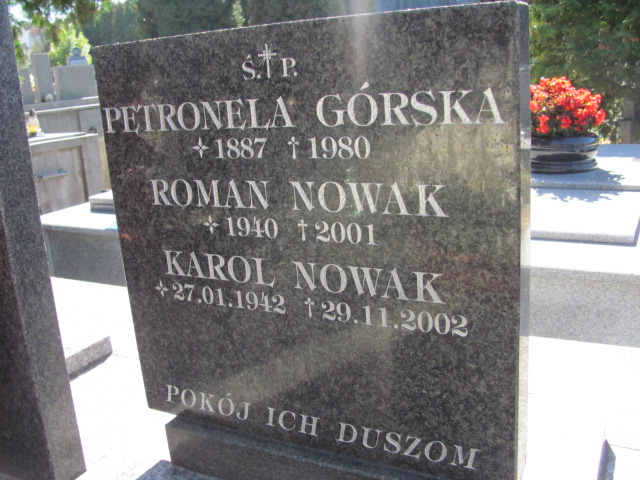 Ś. P.
PETRONELA GÓRSKA
1887 †1980
ROMAN NOWAK
1940 †2001
KAROL NOWAK
27.01.1942 †29.11.2002
POKÓJ ICH DUSZOM